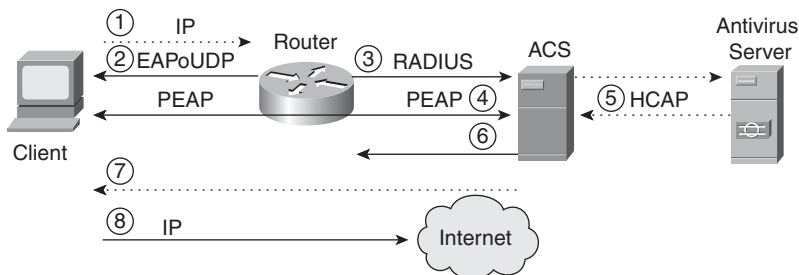 ① IP
② EAPoUDP
Router
③ RADIUS
ACS
Antivirus
Server
PEAP
PEAP ④
⑤ HCAP
⑥
Client
⑦
⑧ IP
Internet